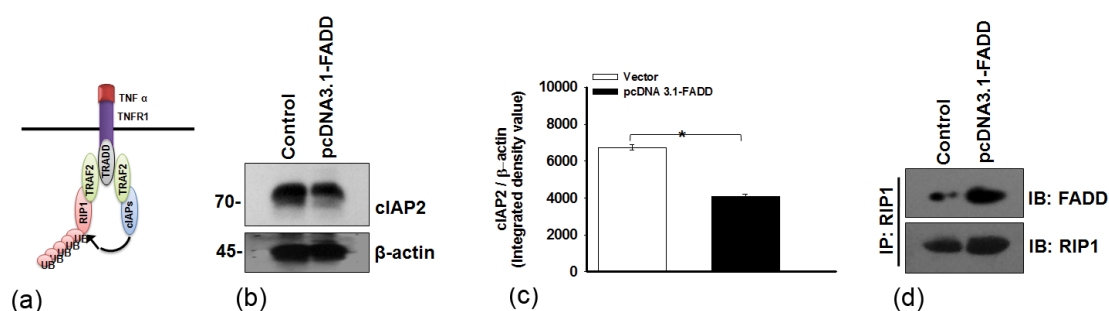 TNF α
TNFR1
TRADD
TRAF2
TRAF2
RIP1
cIAPs
UB
UB
UB
UB
UB
(a)
Control
pcDNA3.1-FADD
70-
cIAP2
45-
β-actin
(b)
Vector
pcDNA 3.1-FADD
cIAP2 / β-actin
(Integrated density value)
10000
8000
6000
4000
2000
0
*
(c)
Control
pcDNA3.1-FADD
IP: RIP1
IB: FADD
IB: RIP1
(d)